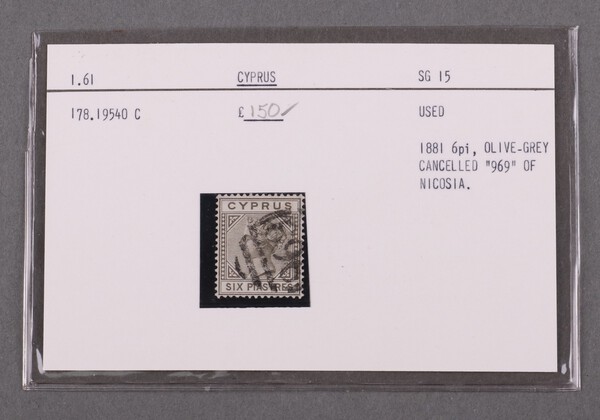 1.61 CYPRUS SG 15
178.19540 C £150✓ USED
1881 6pi, OLIVE-GREY
CANCELLED "969" OF
NICOSIA.
CYPRUS
SIX PIASTRES